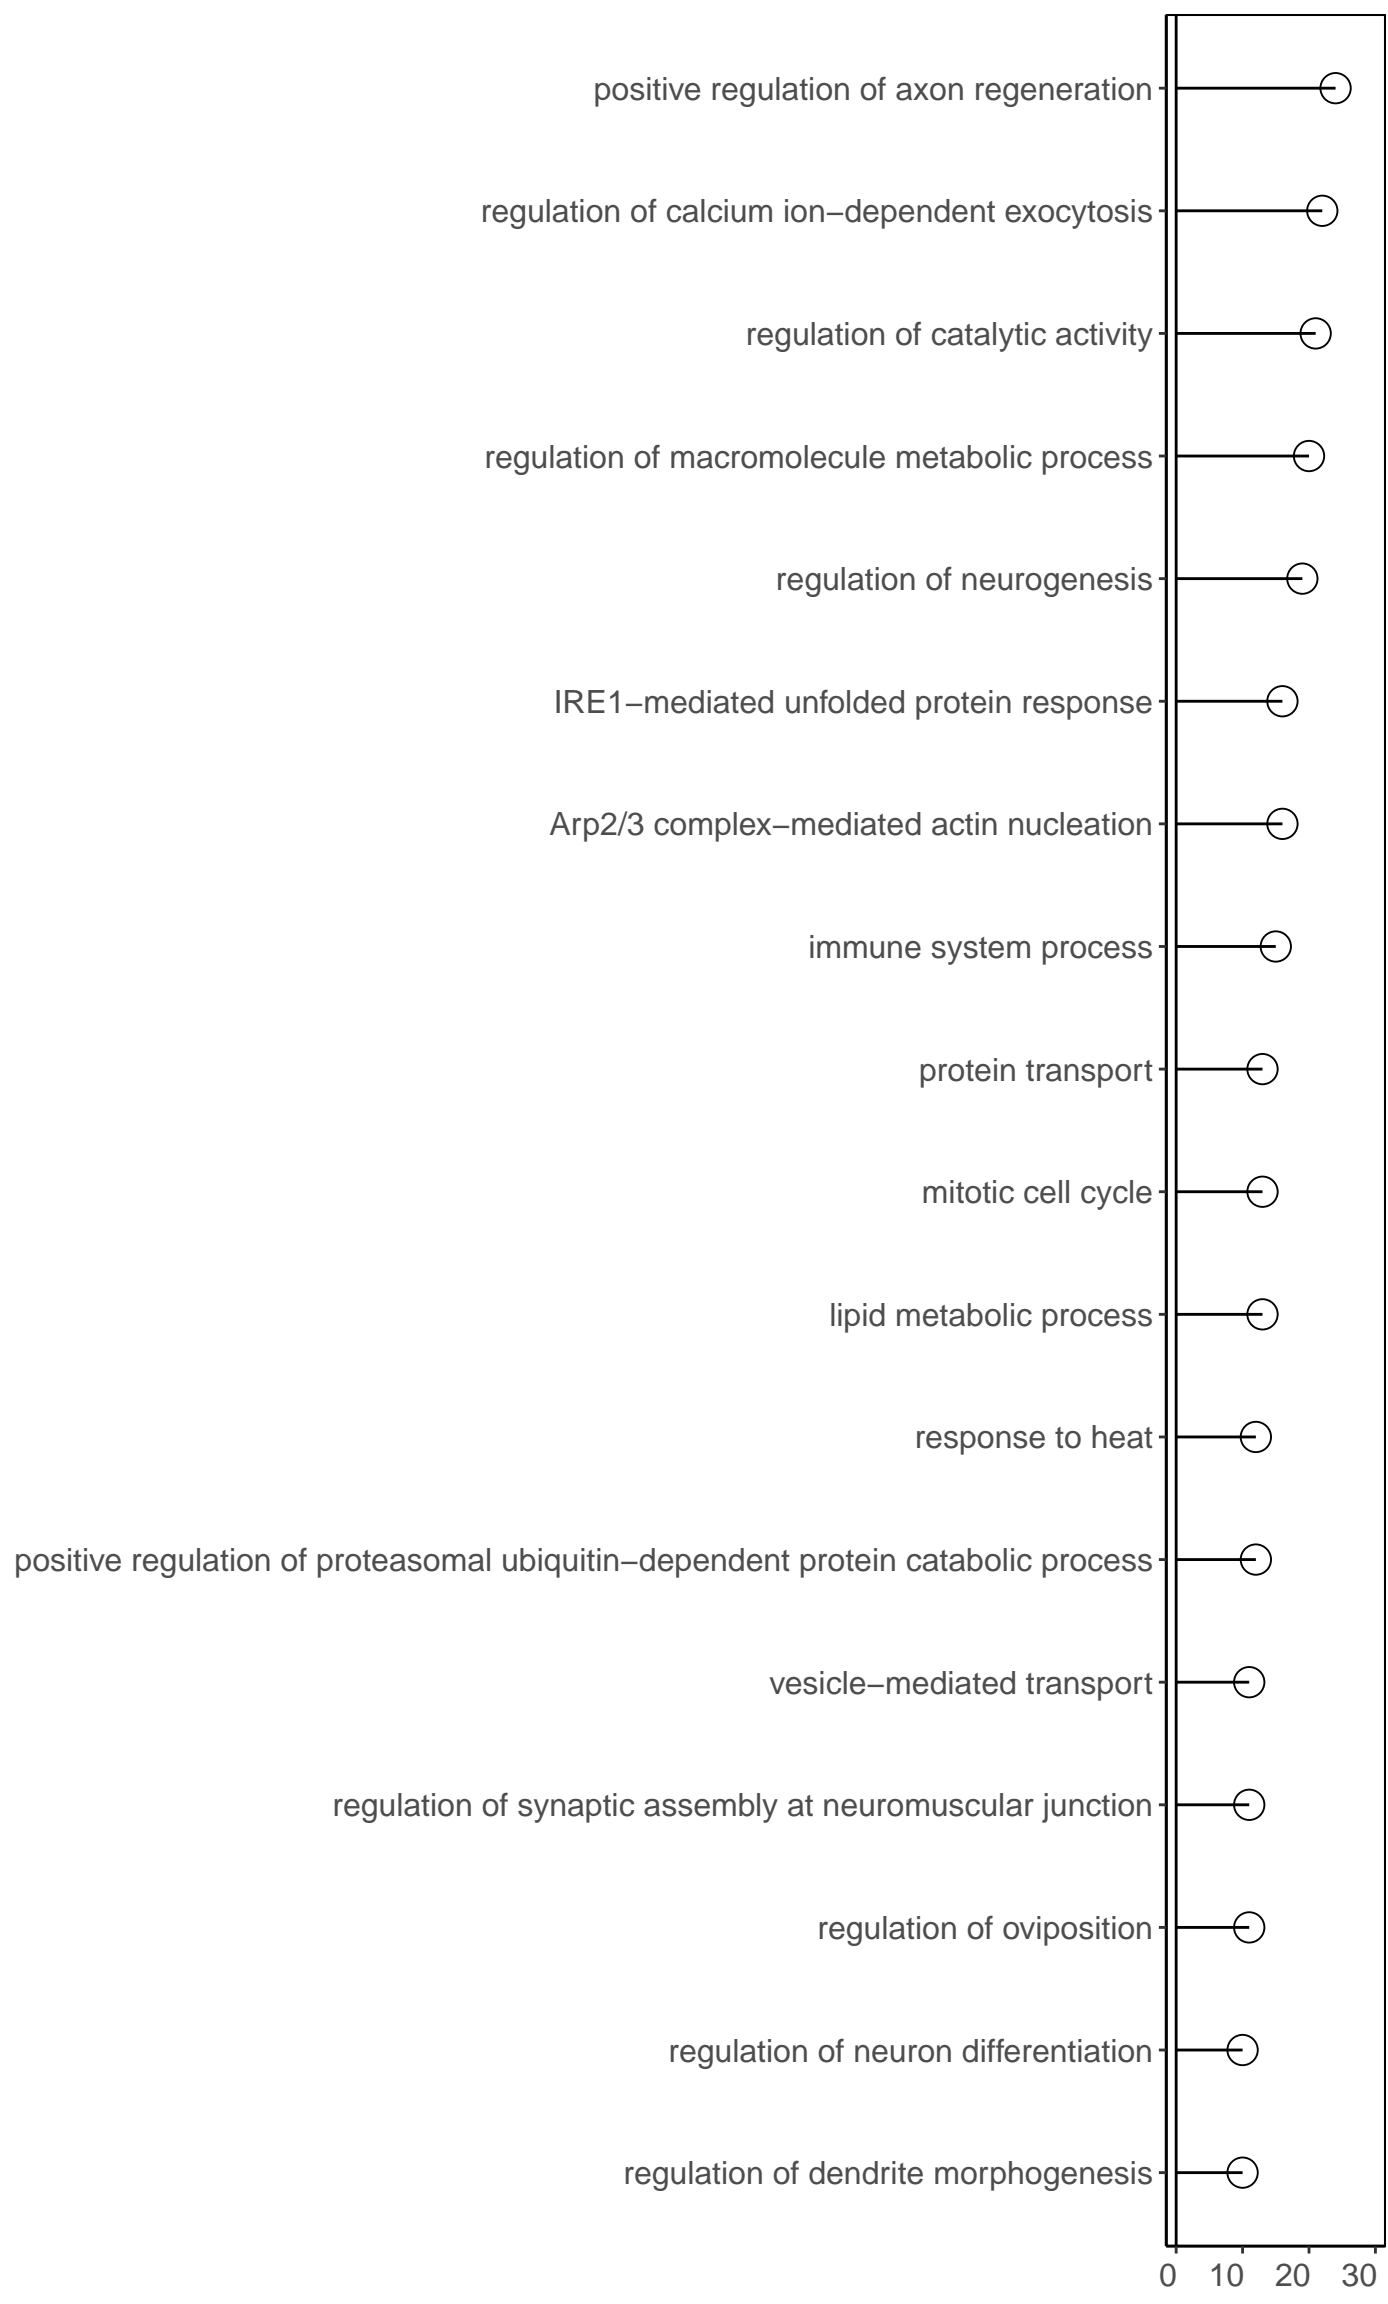 positive regulation of axon regeneration
regulation of calcium ion−dependent exocytosis
regulation of catalytic activity
regulation of macromolecule metabolic process
regulation of neurogenesis
IRE1−mediated unfolded protein response
Arp2/3 complex−mediated actin nucleation
immune system process
protein transport
mitotic cell cycle
lipid metabolic process
response to heat
positive regulation of proteasomal ubiquitin−dependent protein catabolic process
vesicle−mediated transport
regulation of synaptic assembly at neuromuscular junction
regulation of oviposition
regulation of neuron differentiation
regulation of dendrite morphogenesis
0 10 20 30